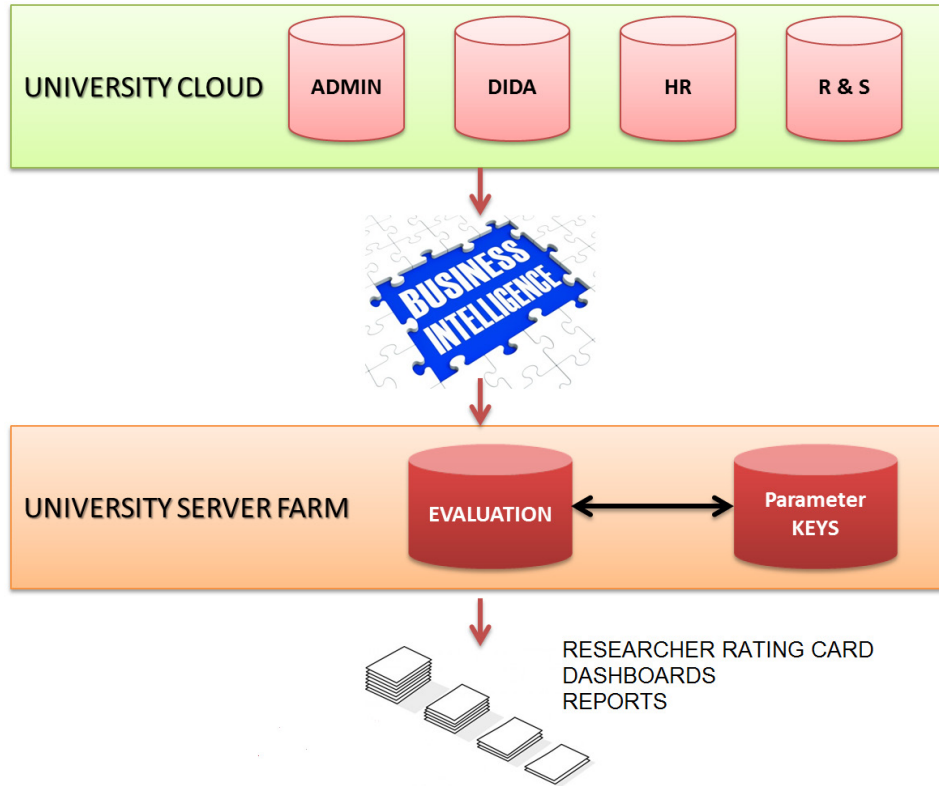 UNIVERSITY CLOUD
ADMIN
DIDA
HR
R & S
BUSINESS
INTELLIGENCE
UNIVERSITY SERVER FARM
EVALUATION
Parameter
KEYS
RESEARCHER RATING CARD
DASHBOARDS
REPORTS